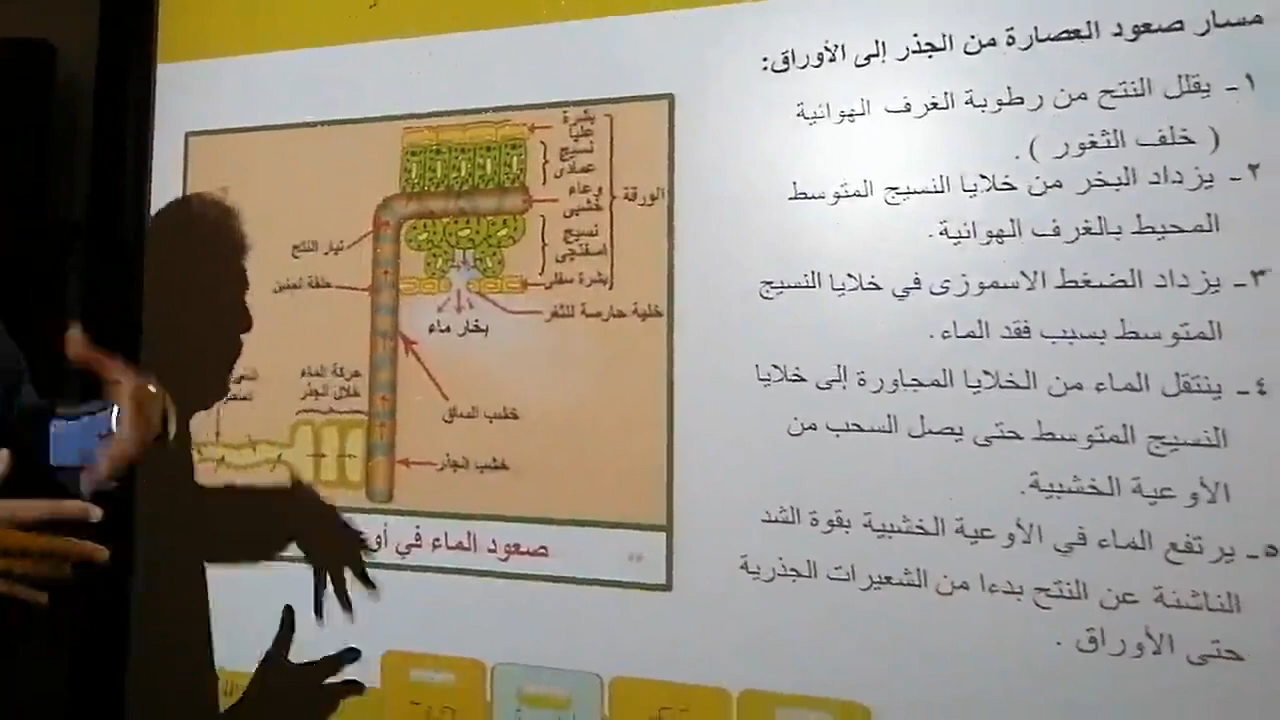 مسار صعود العصارة من الجذر إلى الأوراق:
١- يقلل النتح من رطوبة الغرف الهوائية
( خلف الثغور ) .
٢- يزداد البخر من خلايا النسيج المتوسط
المحيط بالغرف الهوائية .
٣- يزداد الضغط الاسموزى في خلايا النسيج
المتوسط بسبب فقد الماء .
٤- ينتقل الماء من الخلايا المجاورة إلى خلايا
النسيج المتوسط حتى يصل السحب من
الأوعية الخشبية.
٥- يرتفع الماء في الأوعية الخشبية بقوة الشد
الناشئة عن النتح بدءا من الشعيرات الجذرية
حتى الأوراق .
بشرة
عليا
نسيج
عمادى
وعاء
خشبى
الورقة
نسيج
اسفنجى
بشرة سفلى
خلية حارسة للثغر
بخار ماء
تيار النتح
حركة الماء
خلال الجذر
خشب الساق
خشب الجذر
صعود الماء في